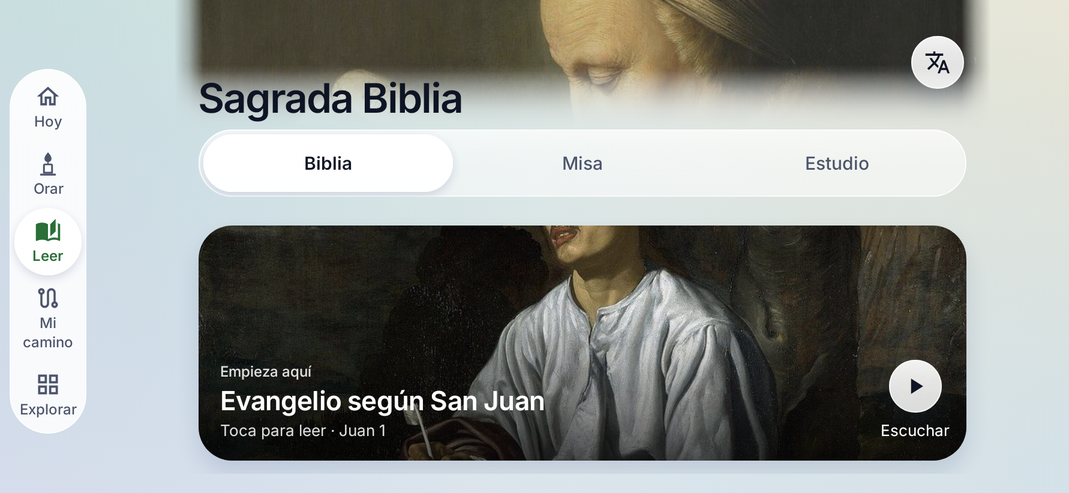 Sagrada Biblia
Hoy
Orar
Leer
Mi
camino
Explorar
Biblia
Misa
Estudio
Empieza aquí
Evangelio según San Juan
Toca para leer · Juan 1
Escuchar